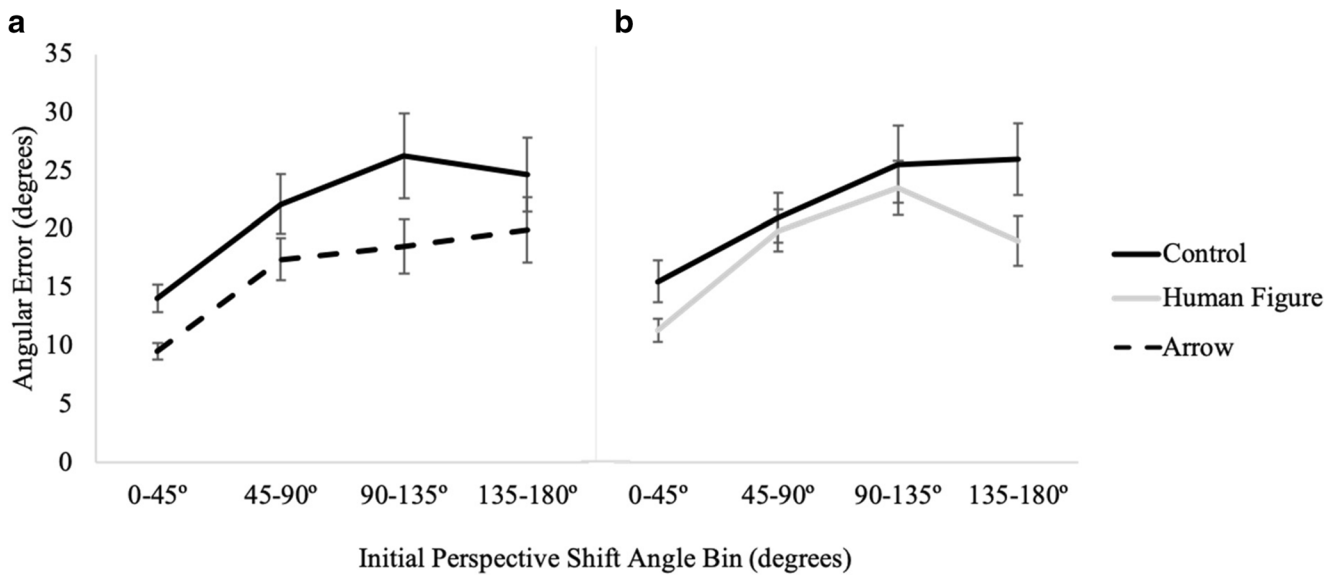 a
b
Angular Error (degrees)
35
30
25
20
15
10
5
0
0-45º 45-90º 90-135º 135-180º
0-45º 45-90º 90-135º 135-180º
Initial Perspective Shift Angle Bin (degrees)
Control
Human Figure
Arrow